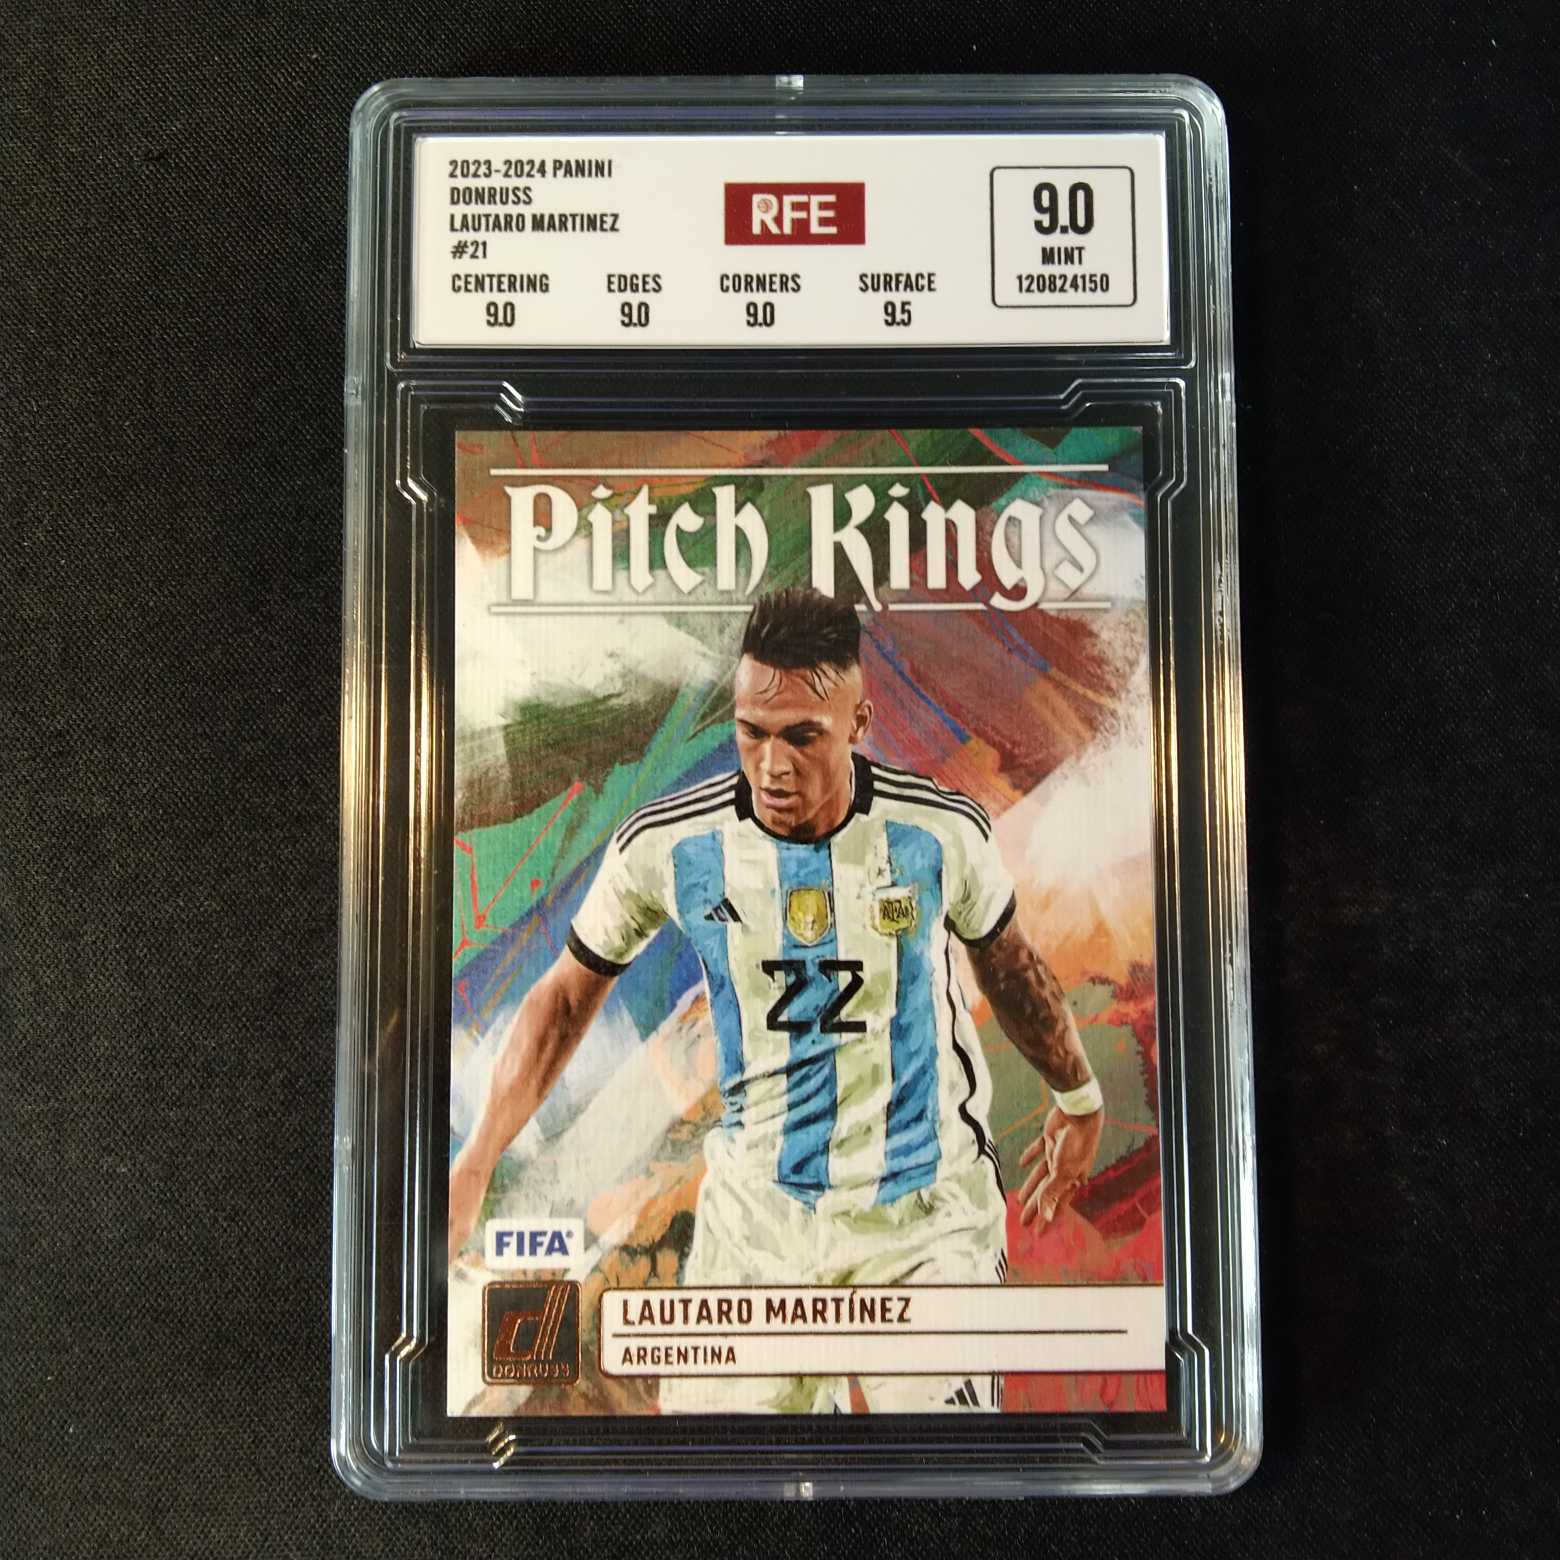 2023-2024 PANINI
DONRUSS
LAUTARO MARTINEZ
#21
RFE
9.0
MINT
120824150
CENTERING EDGES CORNERS SURFACE
9.0 9.0 9.0 9.5
Pitch Kings
AFA
22
FIFA®
DONRUSS
LAUTARO MARTÍNEZ
ARGENTINA